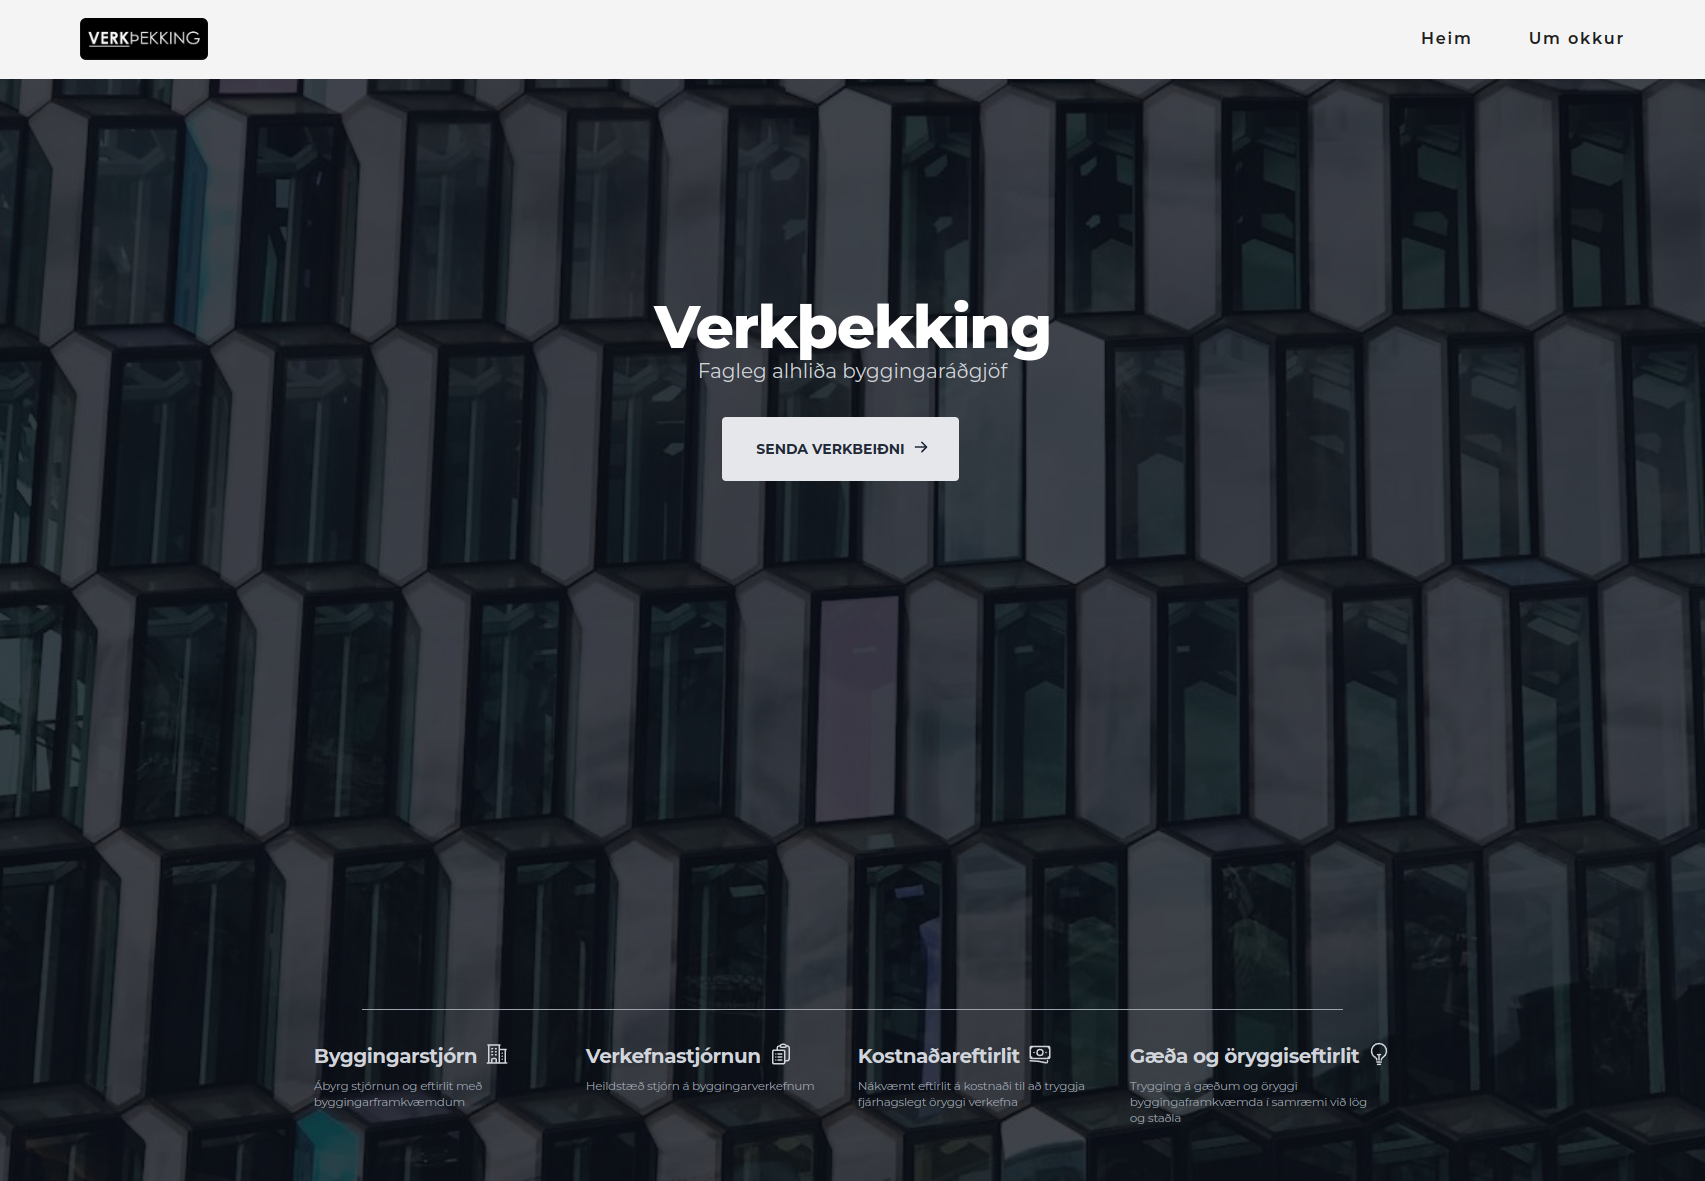 VERKÞEKKING
Heim
Um okkur
Verkþekking
Fagleg alhliða byggingaráðgjöf
SENDA VERKBEIÐNI
Byggingarstjórn
Ábyrg stjórnun og eftirlit með
byggingarframkvæmdum
Verkefnastjórnun
Heildstæð stjórn á byggingarverkefnum
Kostnaðareftirlit
Nákvæmt eftirlit á kostnaði til að tryggja
fjárhagslegt öryggi verkefna
Gæða og öryggiseftirlit
Trygging á gæðum og öryggi
byggingaframkvæmda í samræmi við lög
og staðla